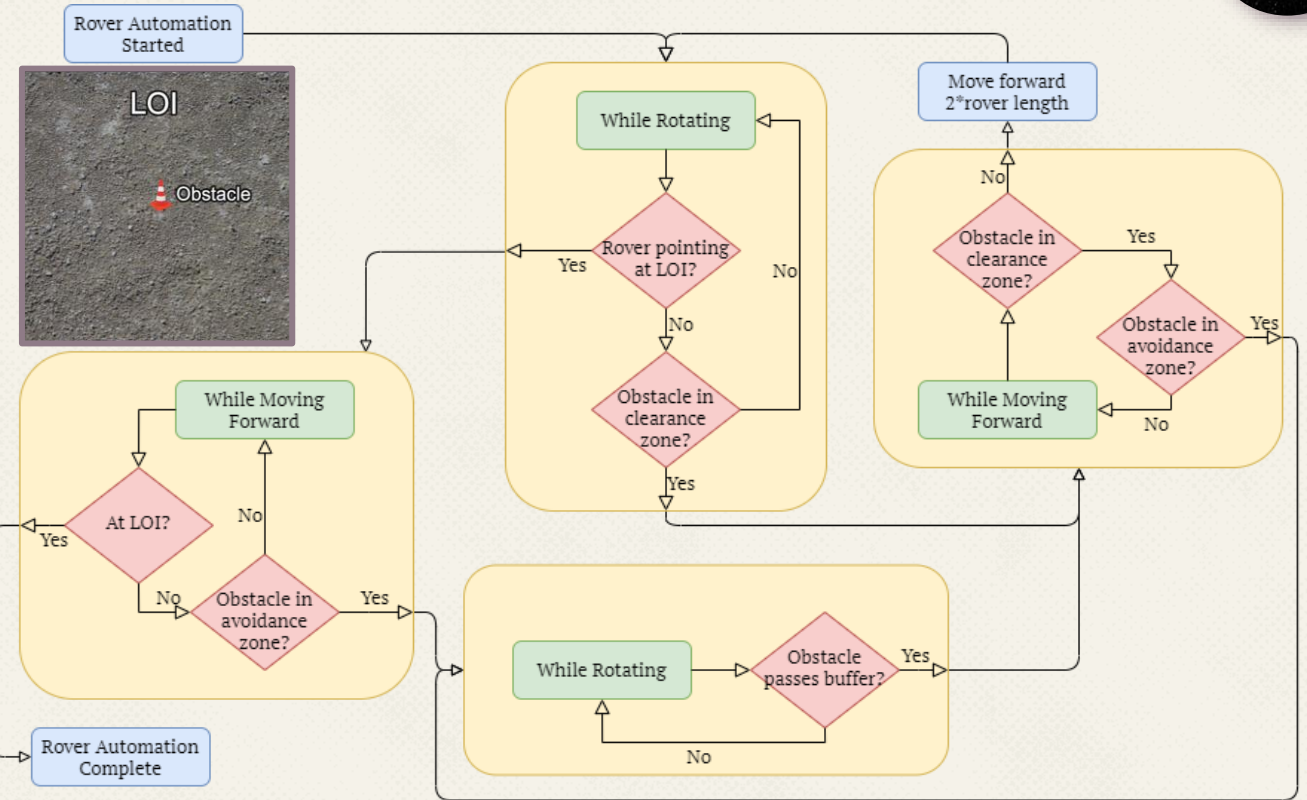 Rover Automation
Started
LOI
Obstacle
While Rotating
Rover pointing
at LOI?
Yes
No
No
Obstacle in
clearance
zone?
Yes
Move forward
2*rover length
No
Obstacle in
clearance
zone?
Yes
Obstacle in
avoidance
zone?
Yes
No
While Moving
Forward
While Moving
Forward
At LOI?
Yes
No
No
Obstacle in
avoidance
zone?
Yes
While Rotating
Obstacle
passes buffer?
Yes
No
Rover Automation
Complete